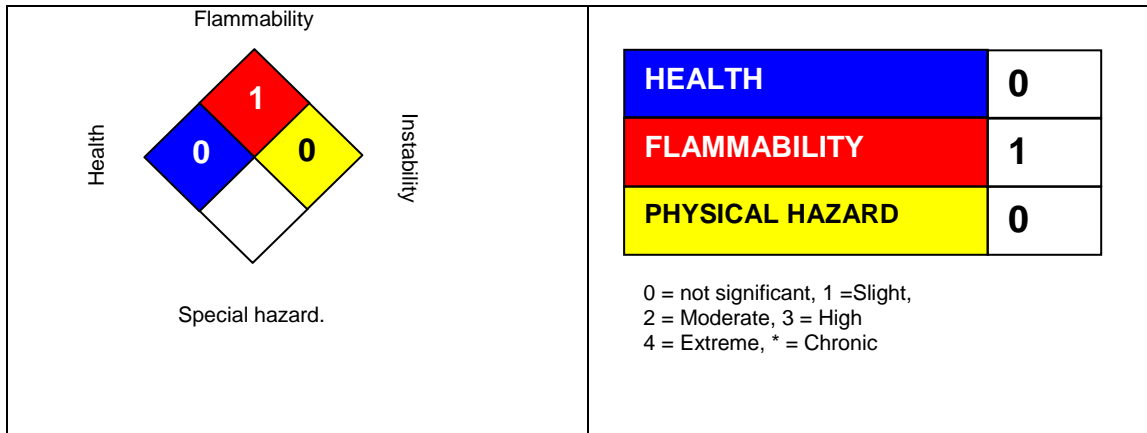 Flammability
1
Health
0
0
Instability
Special hazard.
HEALTH 0
FLAMMABILITY 1
PHYSICAL HAZARD 0
0 = not significant, 1 =Slight,
2 = Moderate, 3 = High
4 = Extreme, * = Chronic